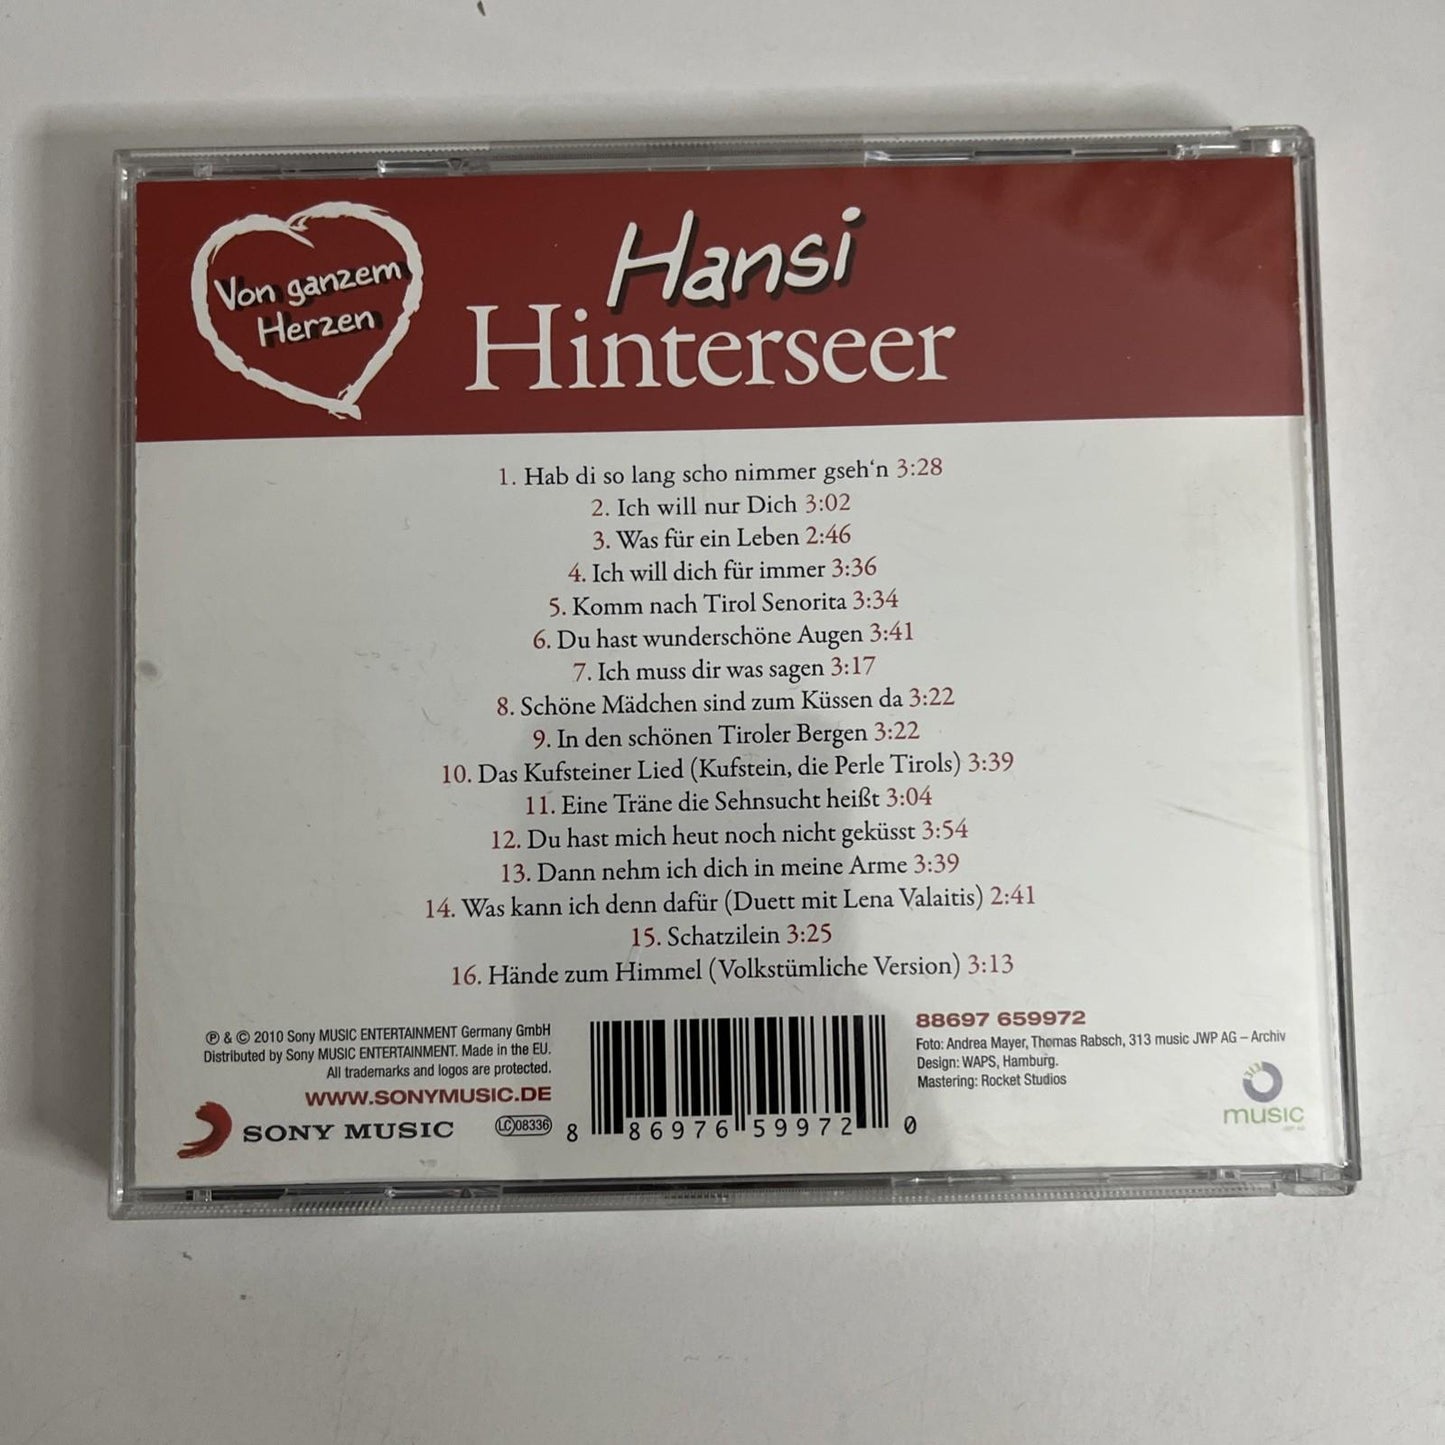 Von ganzem
Herzen
Hansi
Hinterseer
1. Hab di so lang scho nimmer gseh‘n 3:28
2. Ich will nur Dich 3:02
3. Was für ein Leben 2:46
4. Ich will dich für immer 3:36
5. Komm nach Tirol Senorita 3:34
6. Du hast wunderschöne Augen 3:41
7. Ich muss dir was sagen 3:17
8. Schöne Mädchen sind zum Küssen da 3:22
9. In den schönen Tiroler Bergen 3:22
10. Das Kufsteiner Lied (Kufstein, die Perle Tirols) 3:39
11. Eine Träne die Sehnsucht heißt 3:04
12. Du hast mich heut noch nicht geküsst 3:54
13. Dann nehm ich dich in meine Arme 3:39
14. Was kann ich denn dafür (Duett mit Lena Valaitis) 2:41
15. Schatzilein 3:25
16. Hände zum Himmel (Volkstümliche Version) 3:13
℗ & © 2010 Sony MUSIC ENTERTAINMENT Germany GmbH
Distributed by Sony MUSIC ENTERTAINMENT. Made in the EU.
All trademarks and logos are protected.
WWW.SONYMUSIC.DE
SONY MUSIC
LC 08336
8 86976 59972 0
88697 659972
Foto: Andrea Mayer, Thomas Rabsch, 313 music JWP AG – Archiv
Design: WAPS, Hamburg.
Mastering: Rocket Studios
313
music